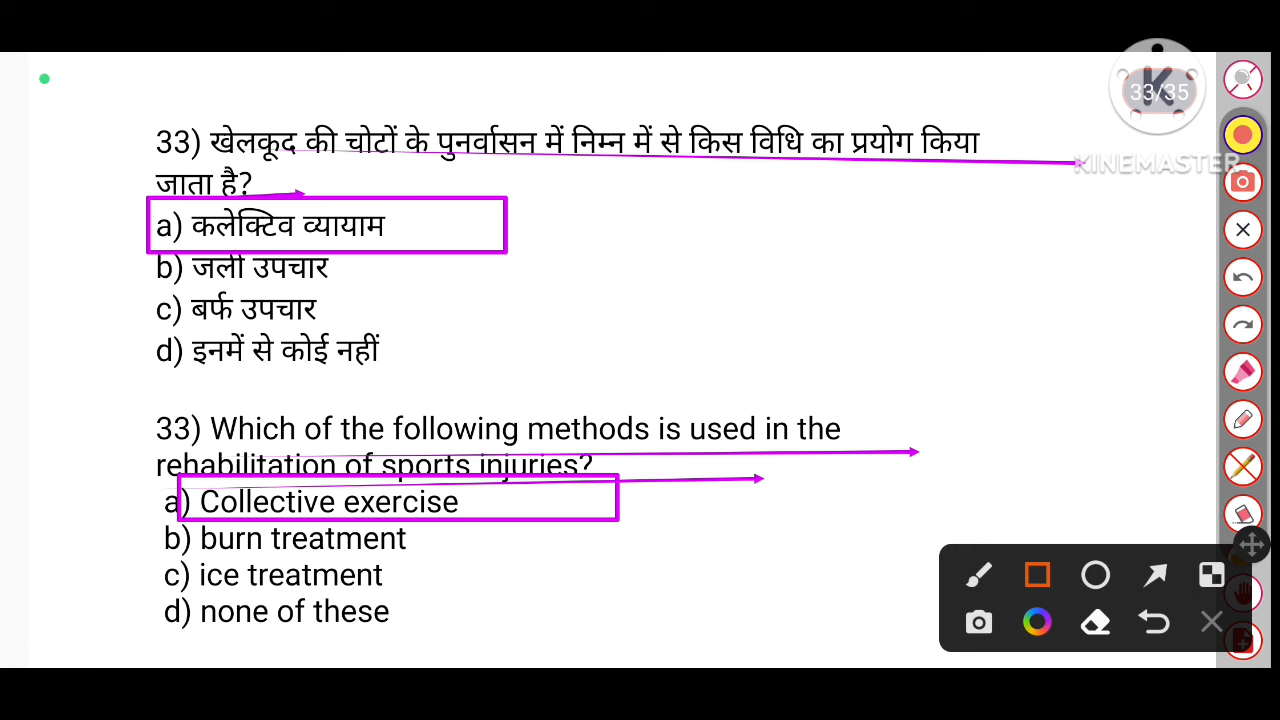 33/35
KINEMASTER
33) खेलकूद की चोटों के पुनर्वासन में निम्न में से किस विधि का प्रयोग किया
जाता है?
a) कलेक्टिव व्यायाम
b) जली उपचार
c) बर्फ उपचार
d) इनमें से कोई नहीं
33) Which of the following methods is used in the
rehabilitation of sports injuries?
a) Collective exercise
b) burn treatment
c) ice treatment
d) none of these